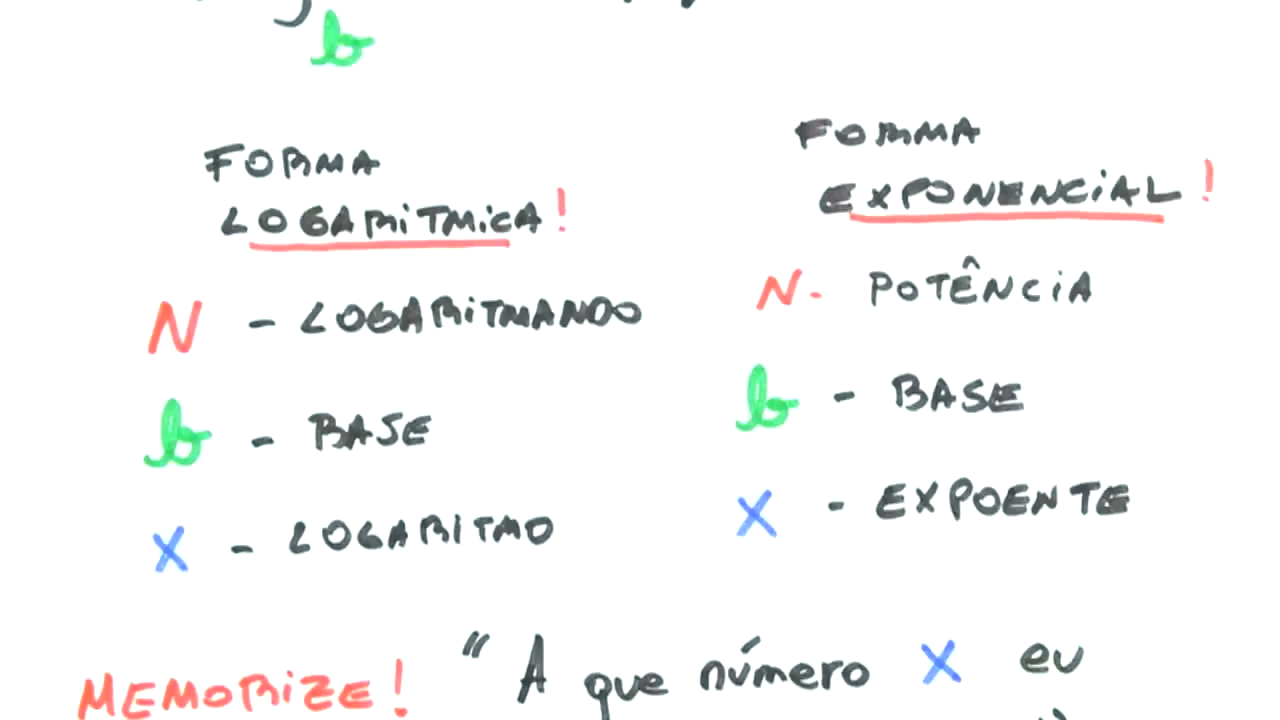 b
FORMA
LOGARITMICA!
N - LOGARITMANDO
b - BASE
X - LOGARITMO
FORMA
EXPONENCIAL!
N - POTÊNCIA
b - BASE
X - EXPOENTE
MEMORIZE! "A que número X eu